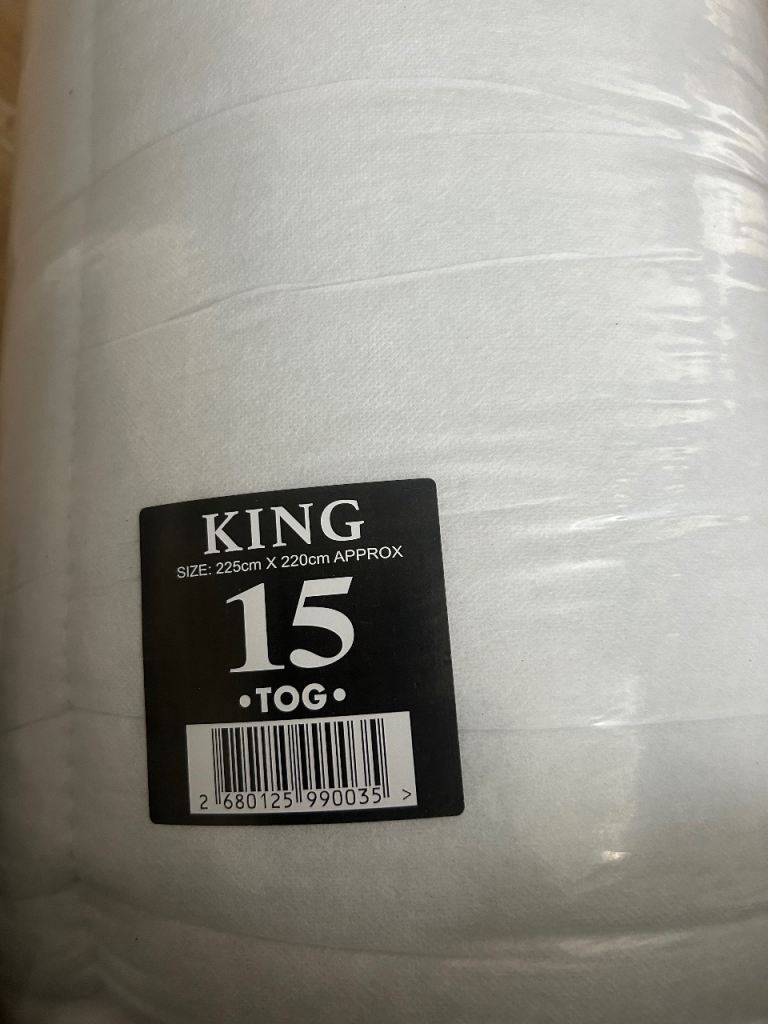 KING
SIZE: 225cm X 220cm APPROX
15
•TOG•
2 680125 990035 >